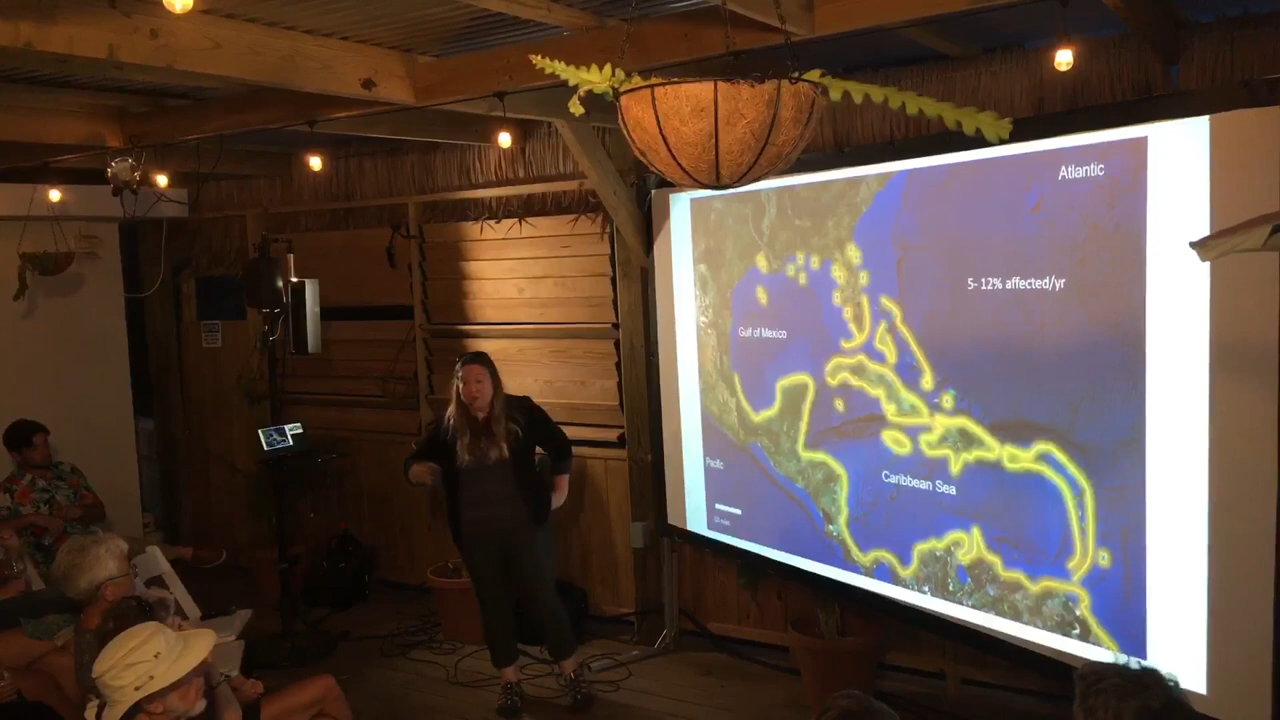 Atlantic
5-12% affected/yr
Gulf of Mexico
Pacific
Caribbean Sea